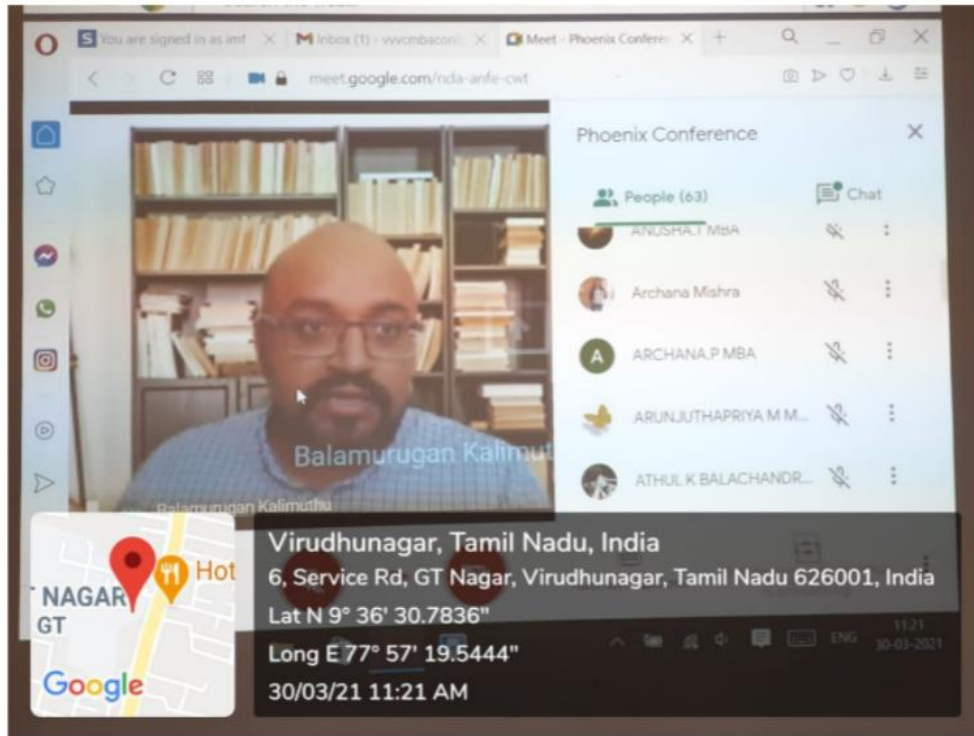 You are signed in as imf
Inbox (1) - vvvcmbaconf
Meet - Phoenix Conferen
meet.google.com/nda-anfe-cwt
Phoenix Conference
People (63)
Chat
ANUSHA.T MBA
Archana Mishra
A
ARCHANA.P MBA
ARUNJUTHAPRIYA M M...
ATHUL K BALACHANDR...
Balamurugan Kalimut
Balamurugan Kalimuthu
Hot
NAGAR
GT
Google
Virudhunagar, Tamil Nadu, India
6, Service Rd, GT Nagar, Virudhunagar, Tamil Nadu 626001, India
Lat N 9° 36' 30.7836"
Long E 77° 57' 19.5444"
30/03/21 11:21 AM
ENG
11:21
30-03-2021